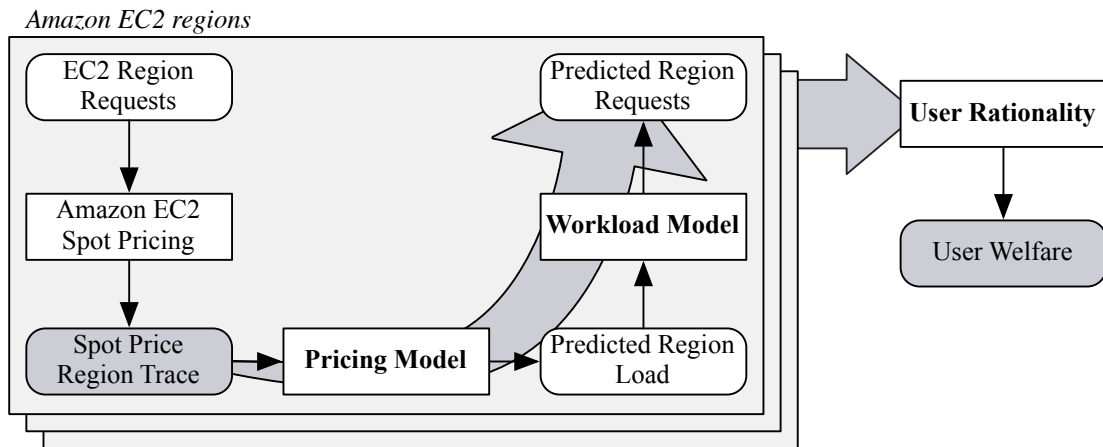 Amazon EC2 regions
EC2 Region
Requests
Amazon EC2
Spot Pricing
Spot Price
Region Trace
Pricing Model
Predicted Region
Load
Workload Model
Predicted Region
Requests
User Rationality
User Welfare